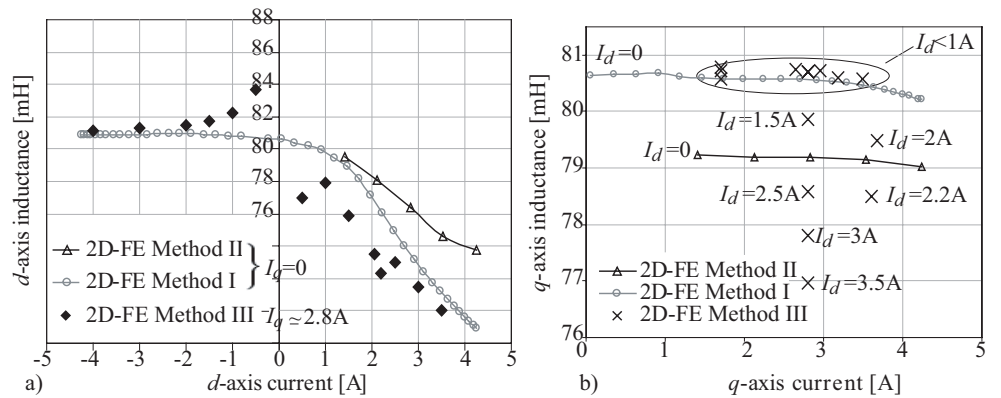 88
86
84
82
80
78
76
d-axis inductance [mH]
2D-FE Method II
2D-FE Method I
I_q=0
2D-FE Method III I_q≃2.8A
-5 -4 -3 -2 -1 0 1 2 3 4 5
a) d-axis current [A]
81
80
79
78
77
76
q-axis inductance [mH]
I_d=0
I_d<1A
I_d=1.5A
I_d=2A
I_d=0
I_d=2.5A
I_d=2.2A
I_d=3A
I_d=3.5A
2D-FE Method II
2D-FE Method I
2D-FE Method III
0 1 2 3 4 5
b) q-axis current [A]